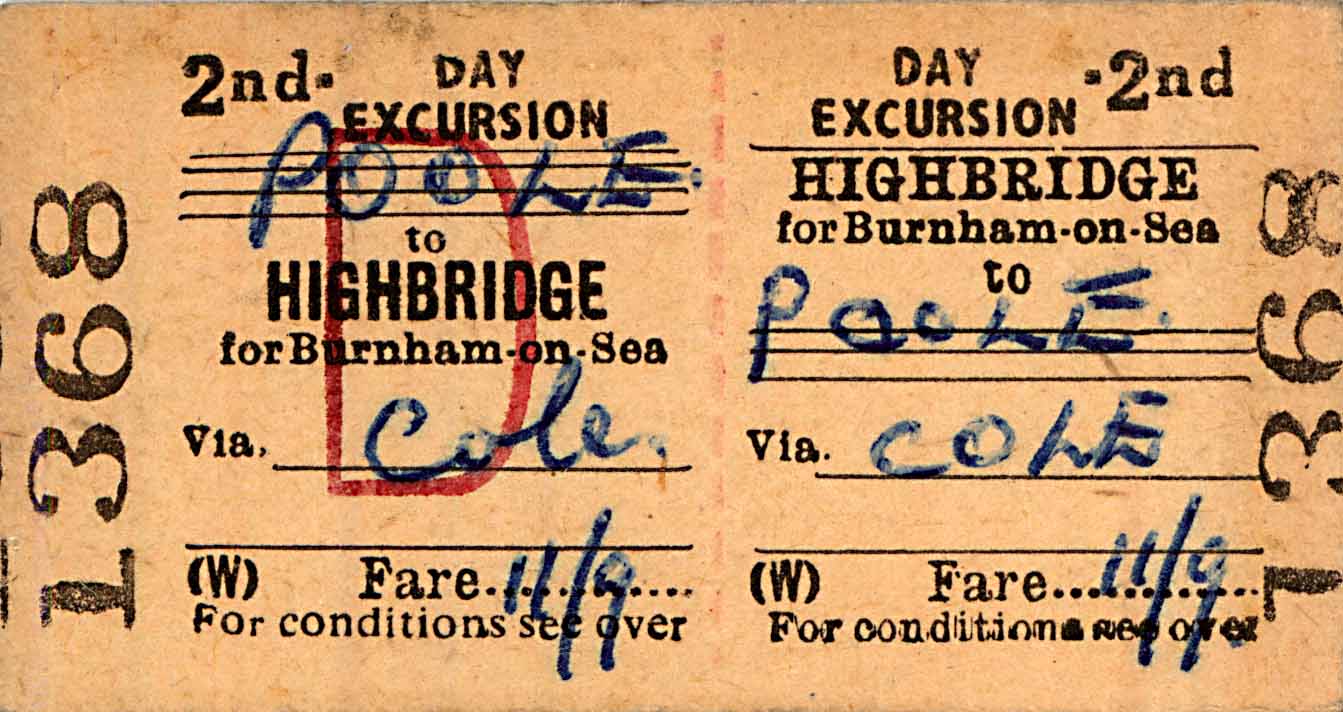 2nd·
DAY
EXCURSION
POOLE.
to
HIGHBRIDGE
for Burnham-on-Sea
Via. Cole.
(W) Fare..11/9....
For conditions see over
D
1368
DAY
EXCURSION
·2nd
HIGHBRIDGE
for Burnham-on-Sea
to
POOLE.
Via. COLE
(W) Fare....11/9....
For conditions see over
1368